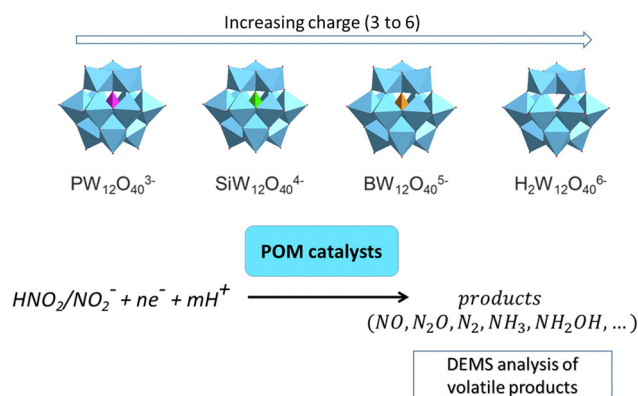 Increasing charge (3 to 6)
PW₁₂O₄₀³⁻ SiW₁₂O₄₀⁴⁻ BW₁₂O₄₀⁵⁻ H₂W₁₂O₄₀⁶⁻
POM catalysts
HNO₂/NO₂⁻ + ne⁻ + mH⁺ products
(NO, N₂O, N₂, NH₃, NH₂OH, ...)
DEMS analysis of
volatile products